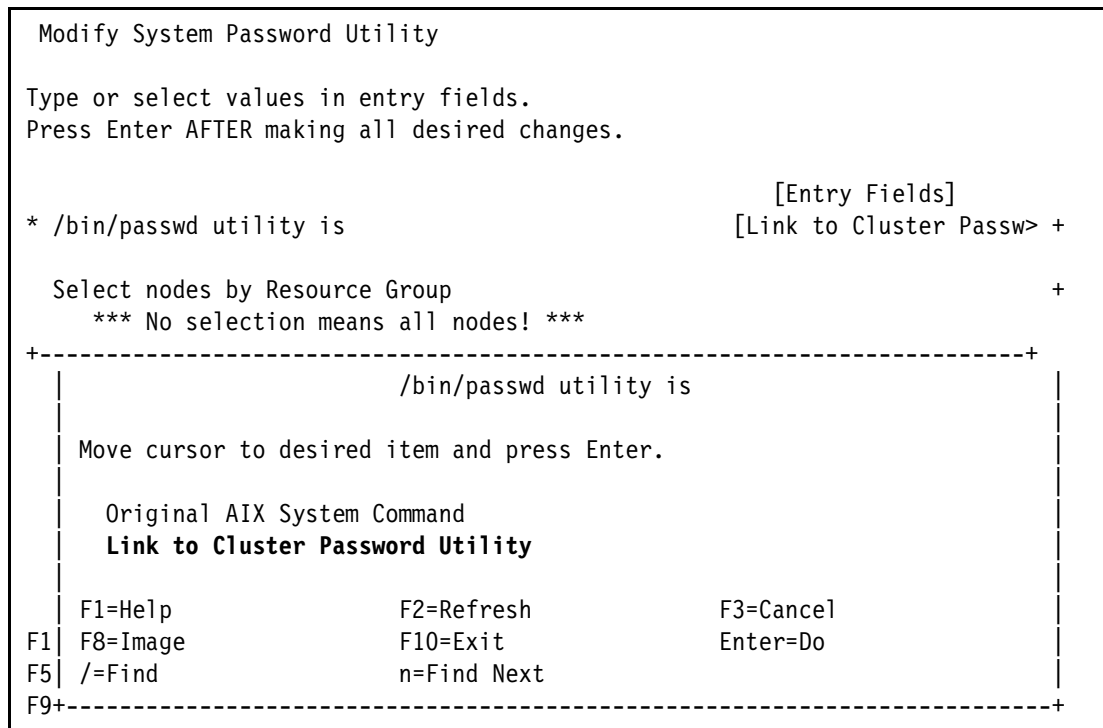 Modify System Password Utility
Type or select values in entry fields.
Press Enter AFTER making all desired changes.
[Entry Fields]
* /bin/passwd utility is [Link to Cluster Passw> +
Select nodes by Resource Group +
*** No selection means all nodes! ***
+--------------------------------------------------------------------------+
| /bin/passwd utility is |
| |
| Move cursor to desired item and press Enter. |
| |
| Original AIX System Command |
| Link to Cluster Password Utility |
| |
| F1=Help F2=Refresh F3=Cancel |
F1| F8=Image F10=Exit Enter=Do |
F5| /=Find n=Find Next |
F9+--------------------------------------------------------------------------+